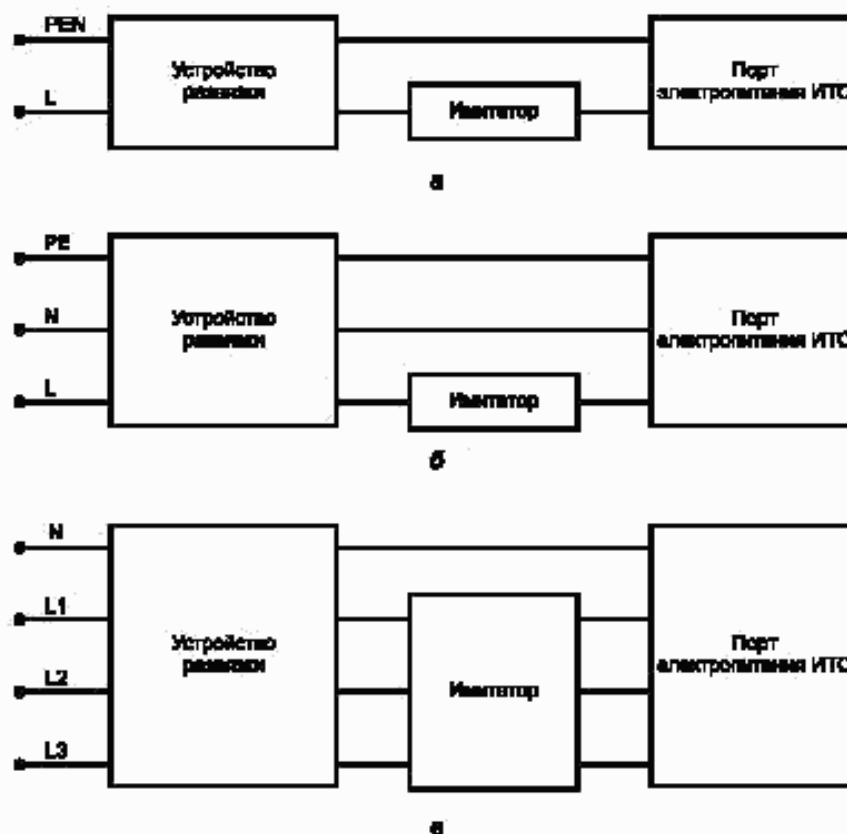 PEN
L
Устройство
развязки
Имитатор
Порт
электропитания ИТС
а
PE
N
L
Устройство
развязки
Имитатор
Порт
электропитания ИТС
б
N
L1
L2
L3
Устройство
развязки
Имитатор
Порт
электропитания ИТС
в